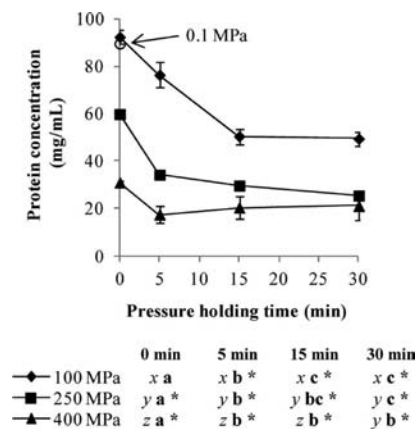 100
0.1 MPa
80
60
40
20
0
Protein concentration
(mg/mL)
0 5 10 15 20 25 30
Pressure holding time (min)
0 min 5 min 15 min 30 min
100 MPa x a x b * x c * x c *
250 MPa y a * y b * y bc * y c *
400 MPa z a * z b * z b * y b *